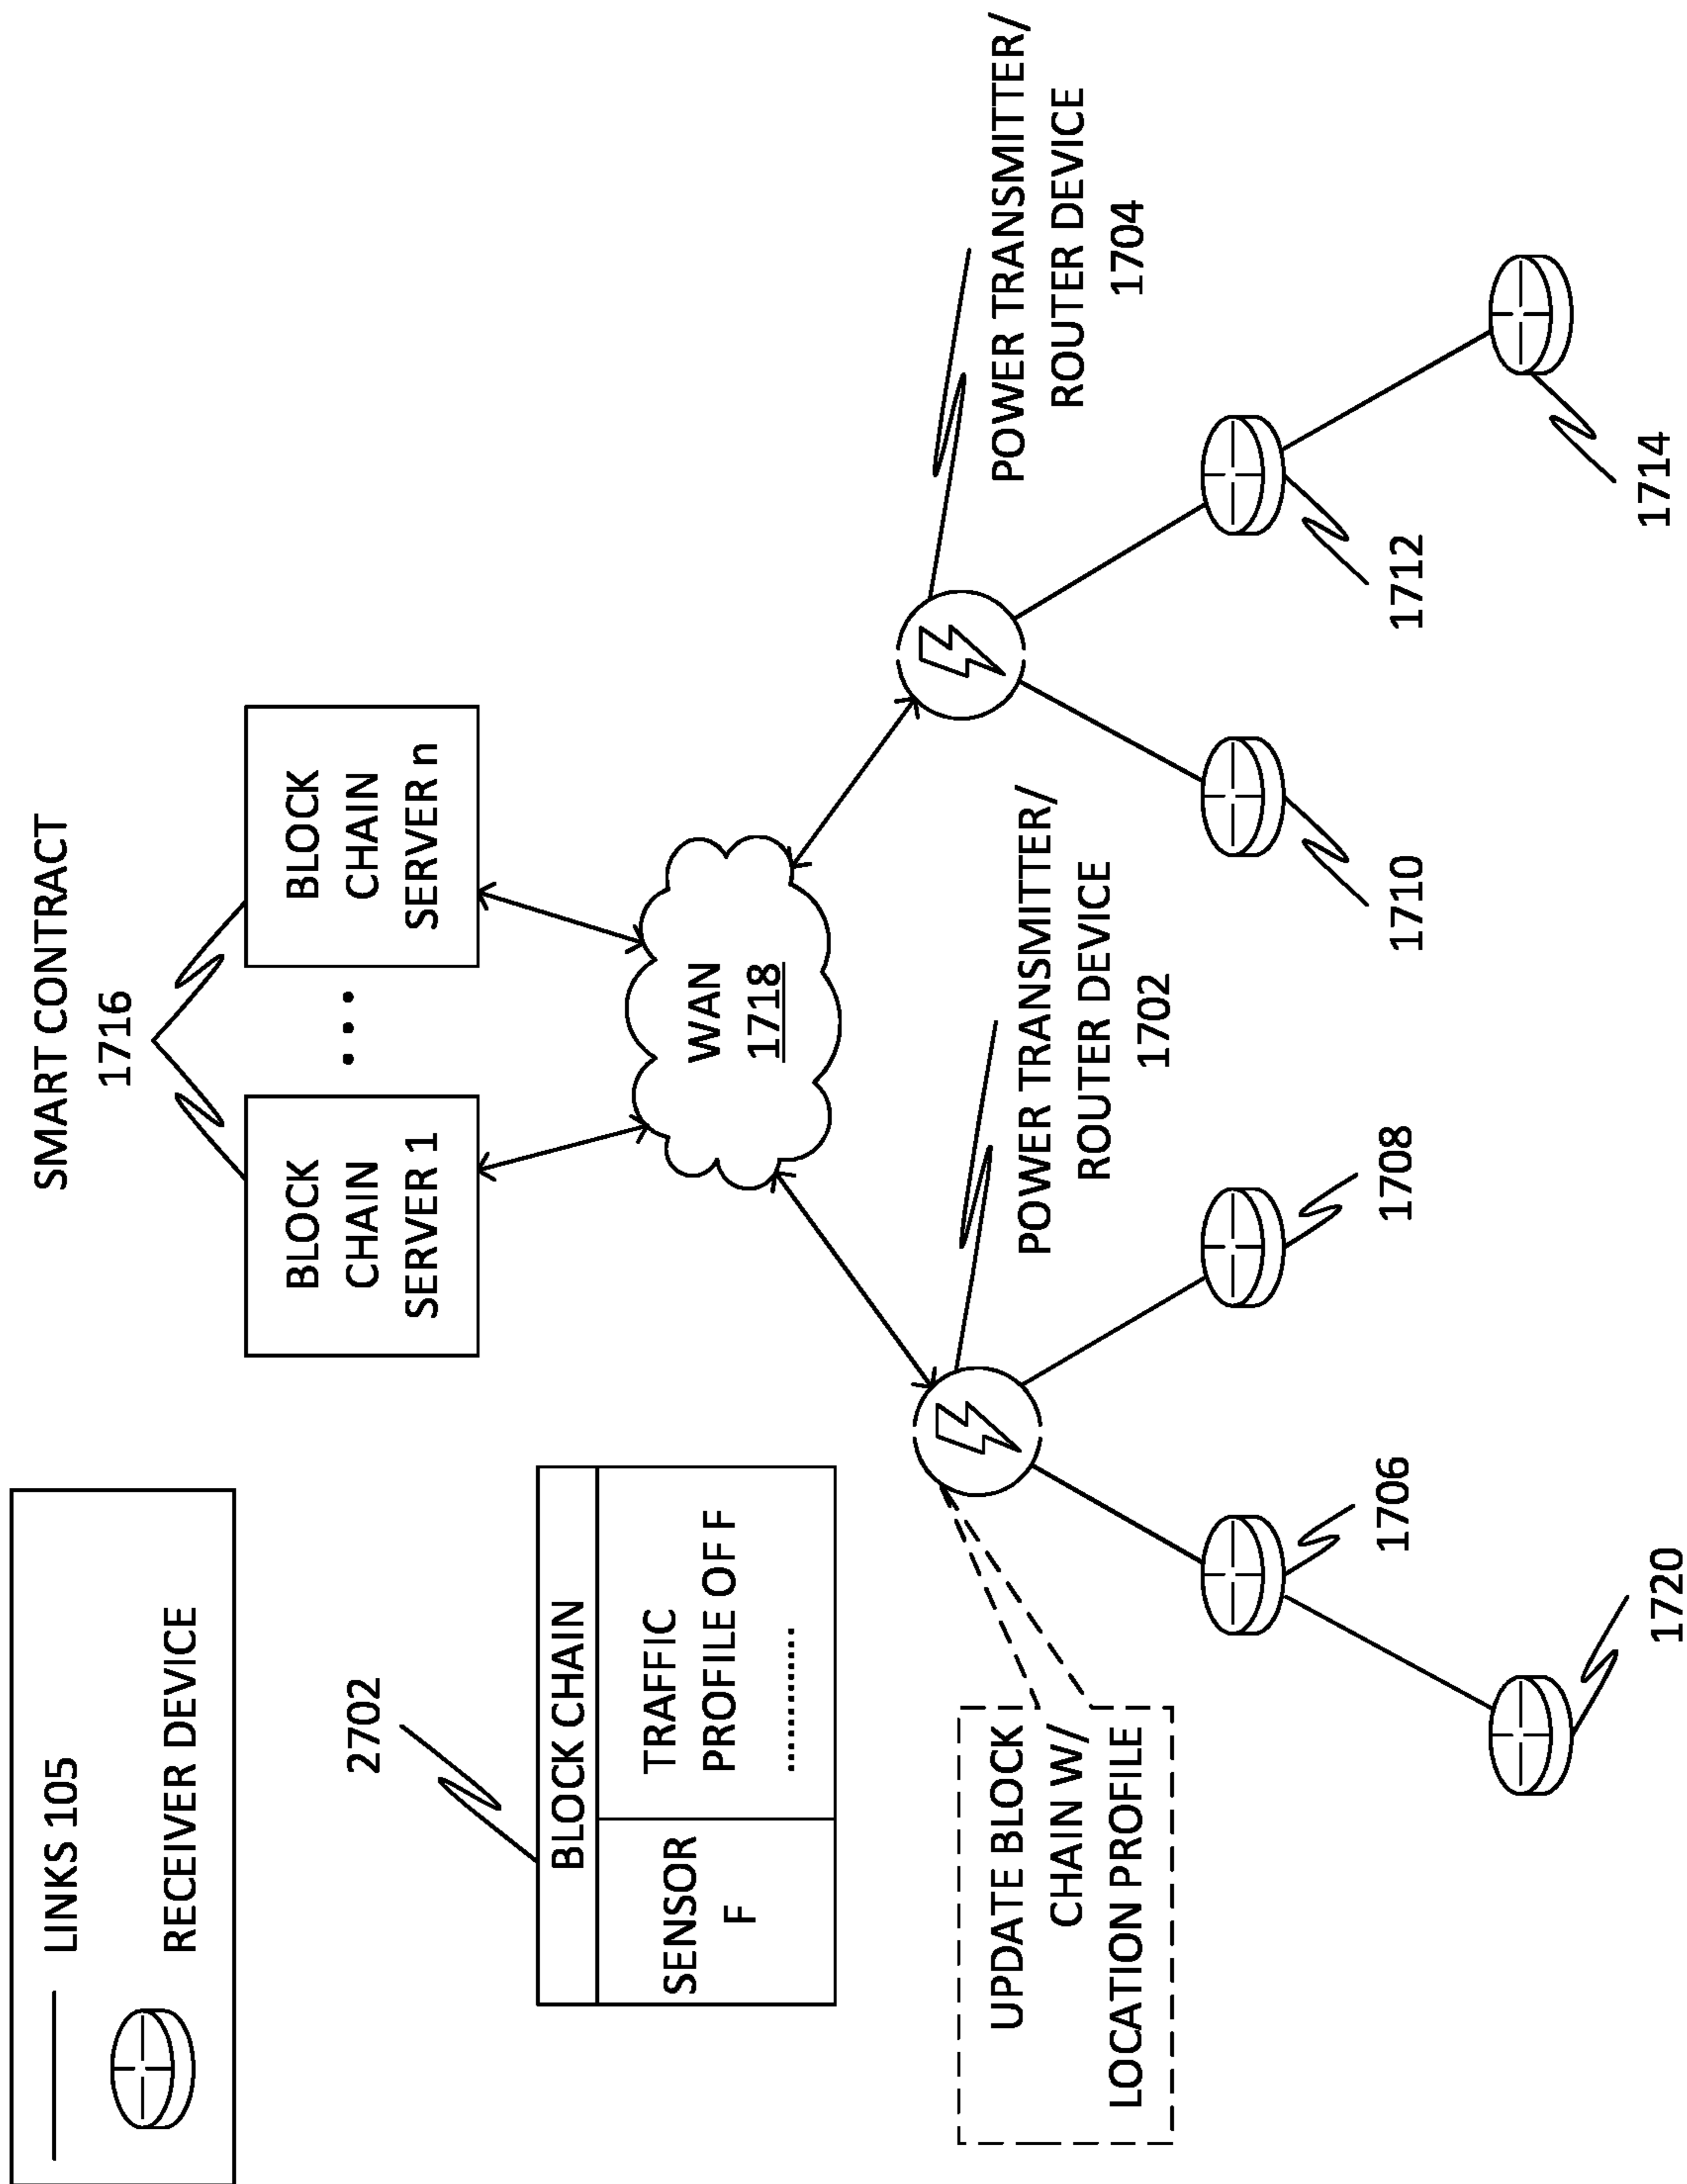 LINKS 105
RECEIVER DEVICE
SMART CONTRACT
1716
BLOCK
CHAIN
SERVER 1
...
BLOCK
CHAIN
SERVER n
2702
BLOCK CHAIN
SENSOR
F
TRAFFIC
PROFILE OF F
............
WAN
1718
UPDATE BLOCK
CHAIN W/
LOCATION PROFILE
POWER TRANSMITTER/
ROUTER DEVICE
1702
POWER TRANSMITTER/
ROUTER DEVICE
1704
1706
1708
1710
1712
1720
1714